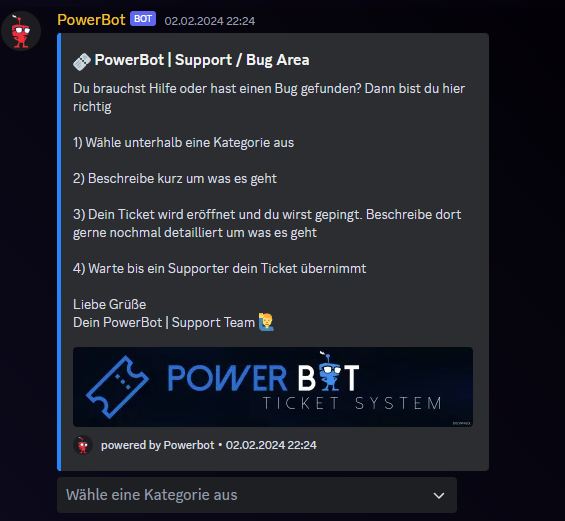 PowerBot BOT 02.02.2024 22:24
PowerBot | Support / Bug Area
Du brauchst Hilfe oder hast einen Bug gefunden? Dann bist du hier
richtig
1) Wähle unterhalb eine Kategorie aus
2) Beschreibe kurz um was es geht
3) Dein Ticket wird eröffnet und du wirst gepingt. Beschreibe dort
gerne nochmal detailliert um was es geht
4) Warte bis ein Supporter dein Ticket übernimmt
Liebe Grüße
Dein PowerBot | Support Team 🙋‍♂️
POWER BOT
TICKET SYSTEM
powered by Powerbot • 02.02.2024 22:24
Wähle eine Kategorie aus